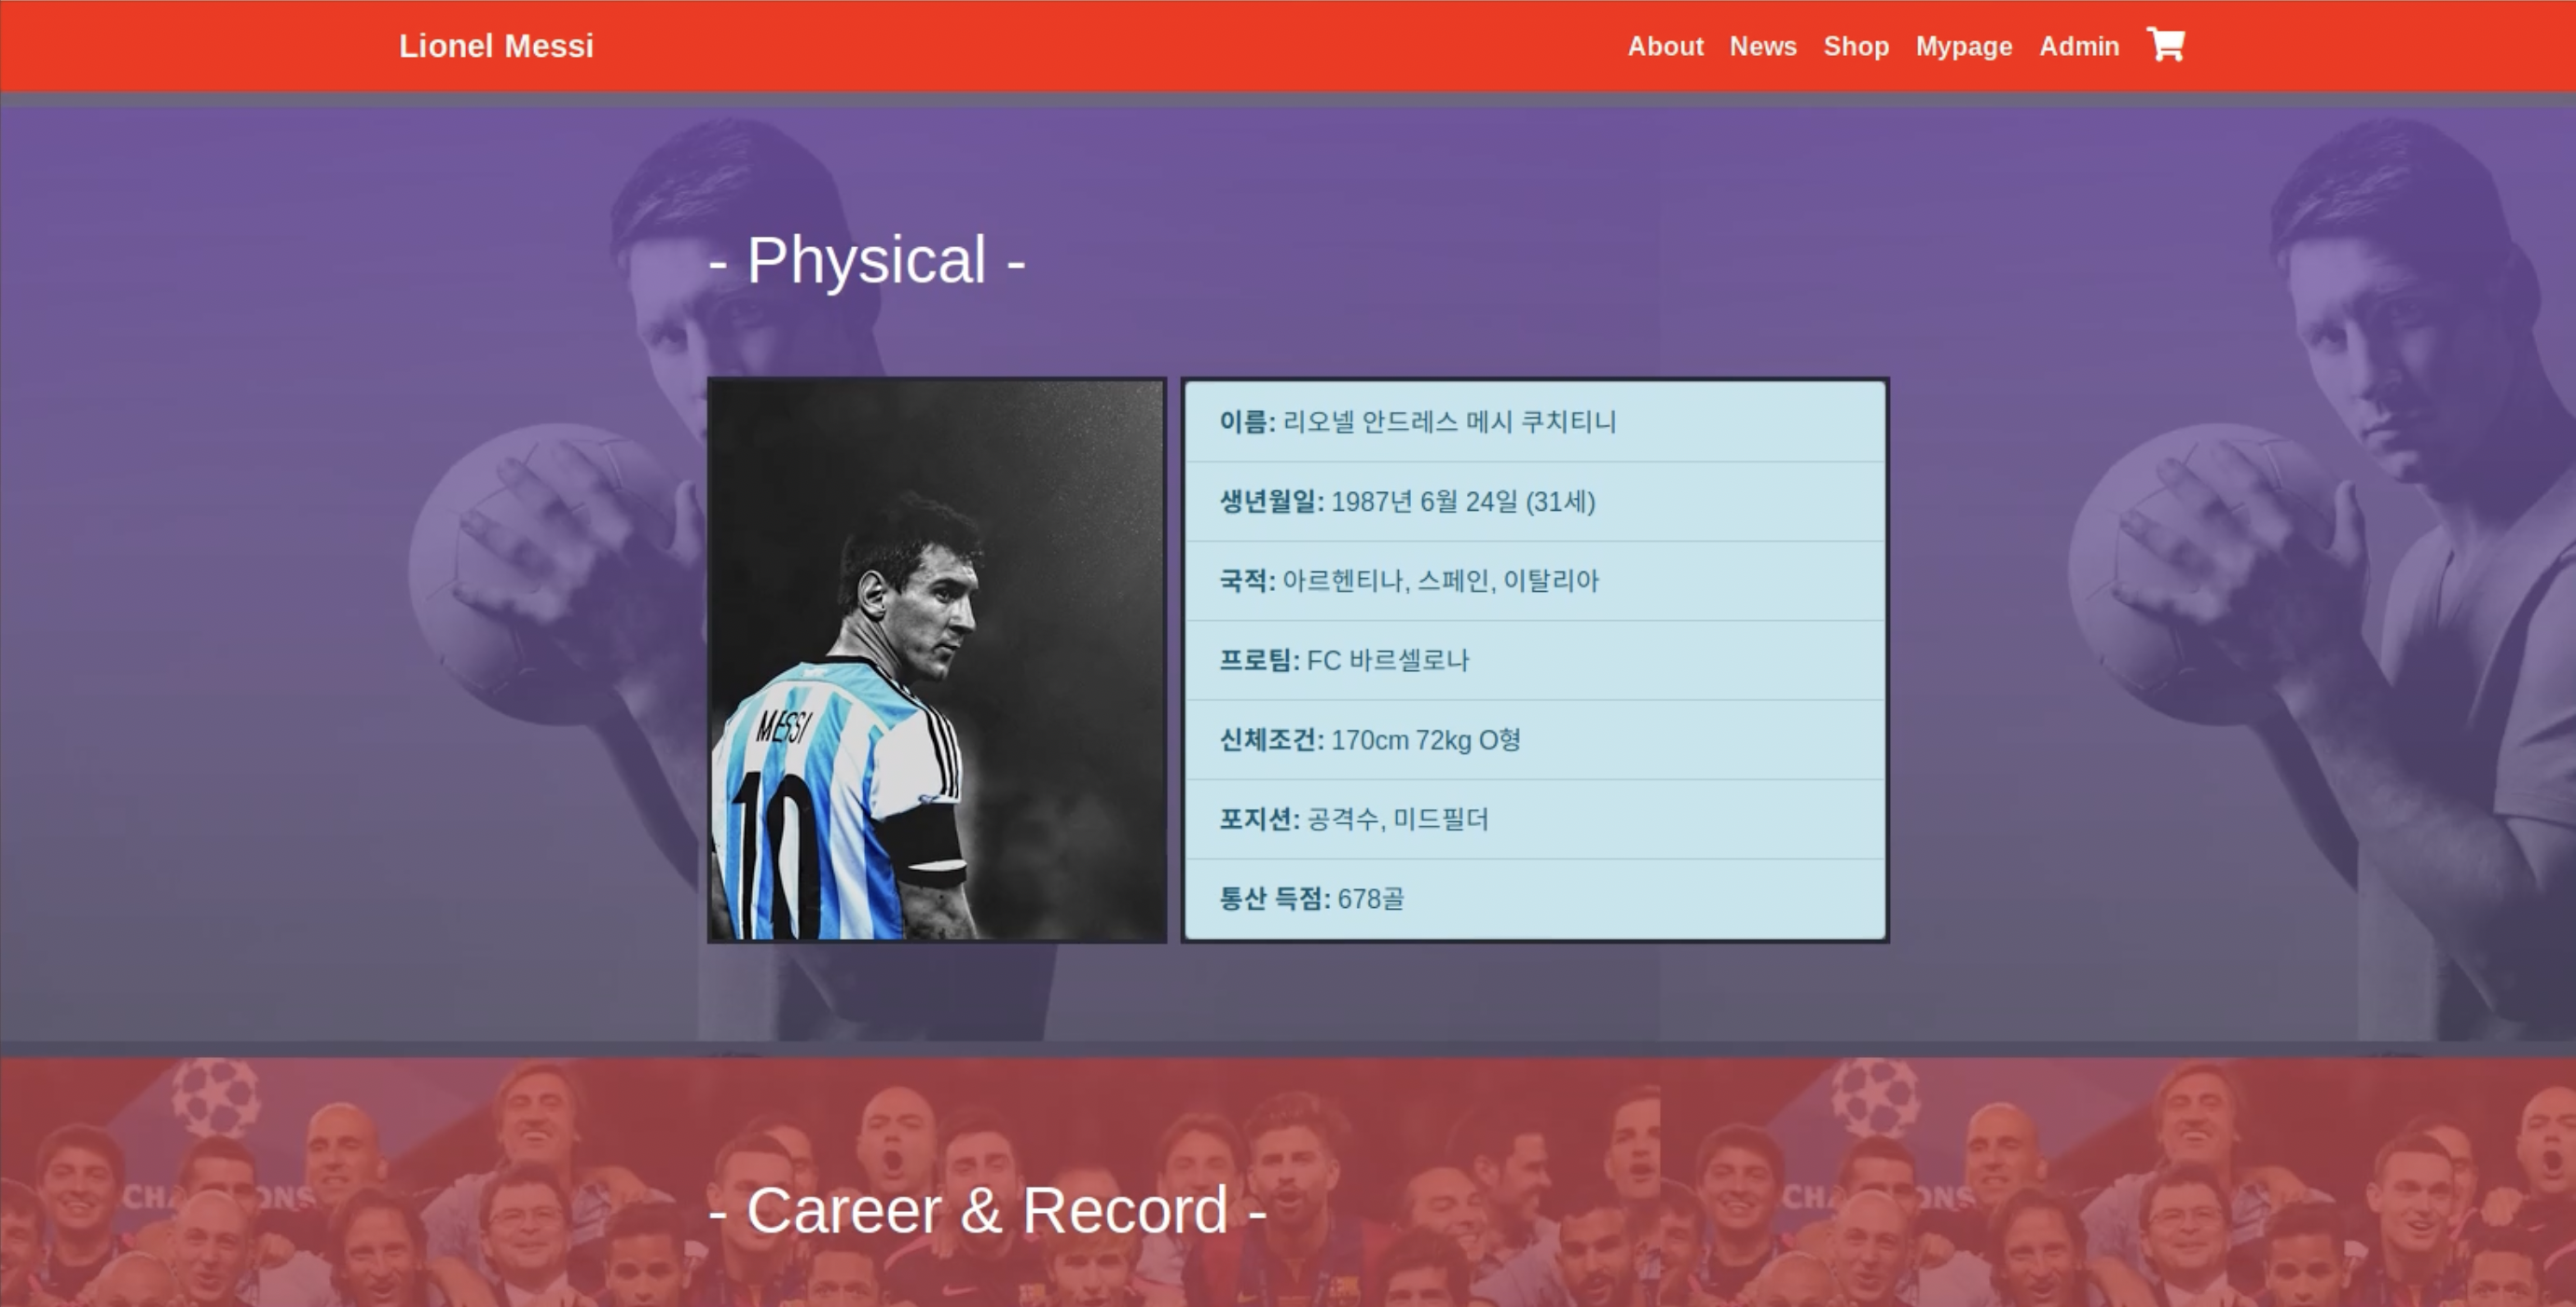 Lionel Messi
About News Shop Mypage Admin
- Physical -
MESSI
10
이름: 리오넬 안드레스 메시 쿠치티니
생년월일: 1987년 6월 24일 (31세)
국적: 아르헨티나, 스페인, 이탈리아
프로팀: FC 바르셀로나
신체조건: 170cm 72kg O형
포지션: 공격수, 미드필더
통산 득점: 678골
- Career & Record -